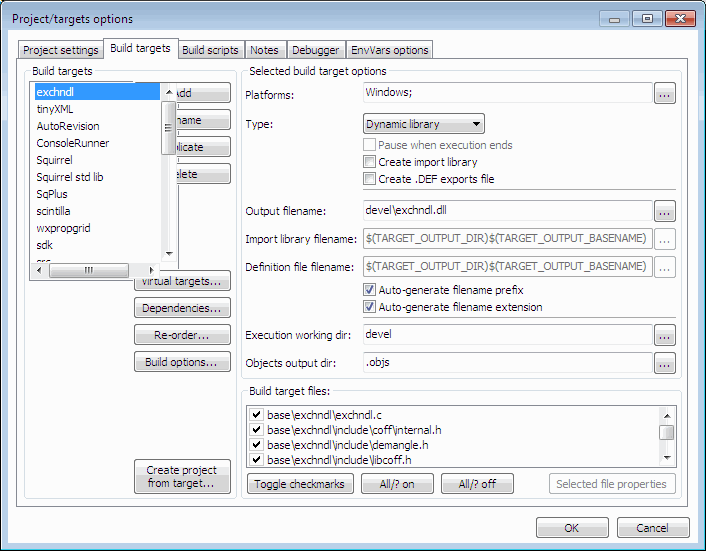 Project/targets options
Project settings
Build targets
Build scripts
Notes
Debugger
EnvVars options
Build targets
exchndl
tinyXML
AutoRevision
ConsoleRunner
Squirrel
Squirrel std lib
SqPlus
scintilla
wxpropgrid
sdk
Virtual targets...
Dependencies...
Re-order...
Build options...
Create project
from target...
Selected build target options
Platforms: Windows; ...
Type: Dynamic library
Pause when execution ends
Create import library
Create .DEF exports file
Output filename: devel\exchndl.dll ...
Import library filename: $(TARGET_OUTPUT_DIR)$(TARGET_OUTPUT_BASENAME) ...
Definition file filename: $(TARGET_OUTPUT_DIR)$(TARGET_OUTPUT_BASENAME) ...
Auto-generate filename prefix
Auto-generate filename extension
Execution working dir: devel ...
Objects output dir: .objs ...
Build target files:
base\exchndl\exchndl.c
base\exchndl\include\coff\internal.h
base\exchndl\include\demangle.h
base\exchndl\include\libcoff.h
Toggle checkmarks
All/? on
All/? off
Selected file properties
OK
Cancel